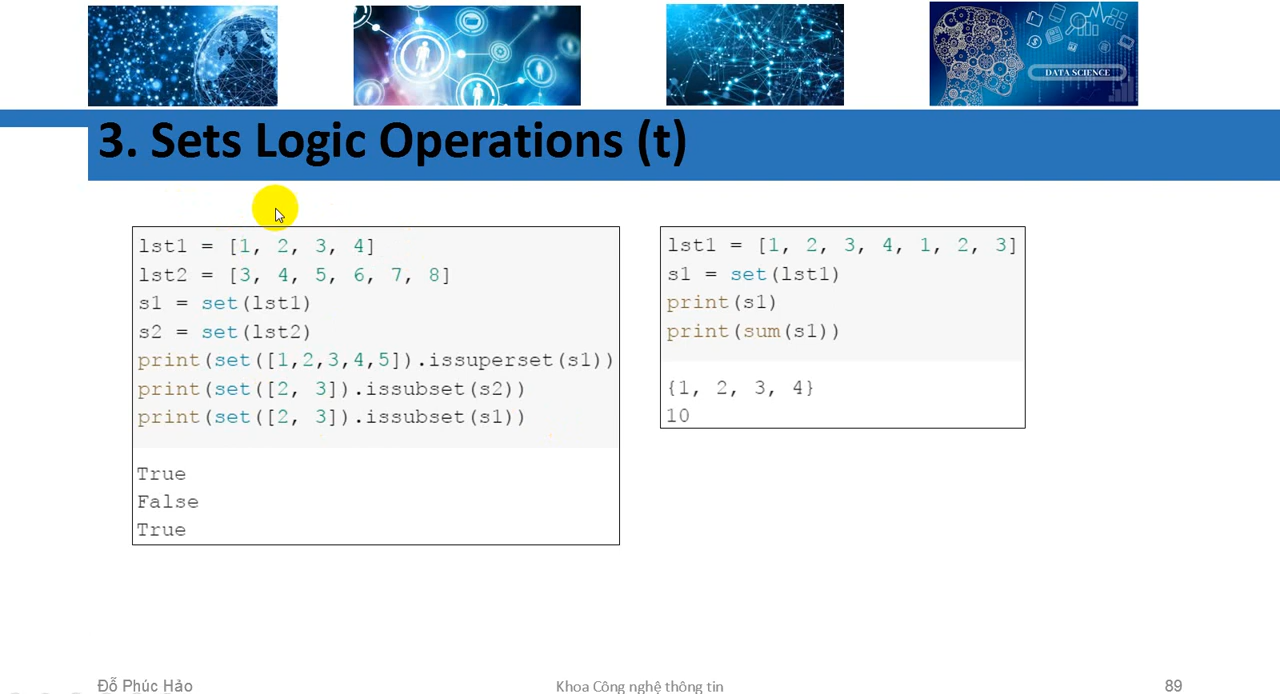 DATA SCIENCE
3. Sets Logic Operations (t)
lst1 = [1, 2, 3, 4]
lst2 = [3, 4, 5, 6, 7, 8]
s1 = set(lst1)
s2 = set(lst2)
print(set([1,2,3,4,5]).issuperset(s1))
print(set([2, 3]).issubset(s2))
print(set([2, 3]).issubset(s1))
True
False
True
lst1 = [1, 2, 3, 4, 1, 2, 3]
s1 = set(lst1)
print(s1)
print(sum(s1))
{1, 2, 3, 4}
10
Đỗ Phúc Hảo
Khoa Công nghệ thông tin
89